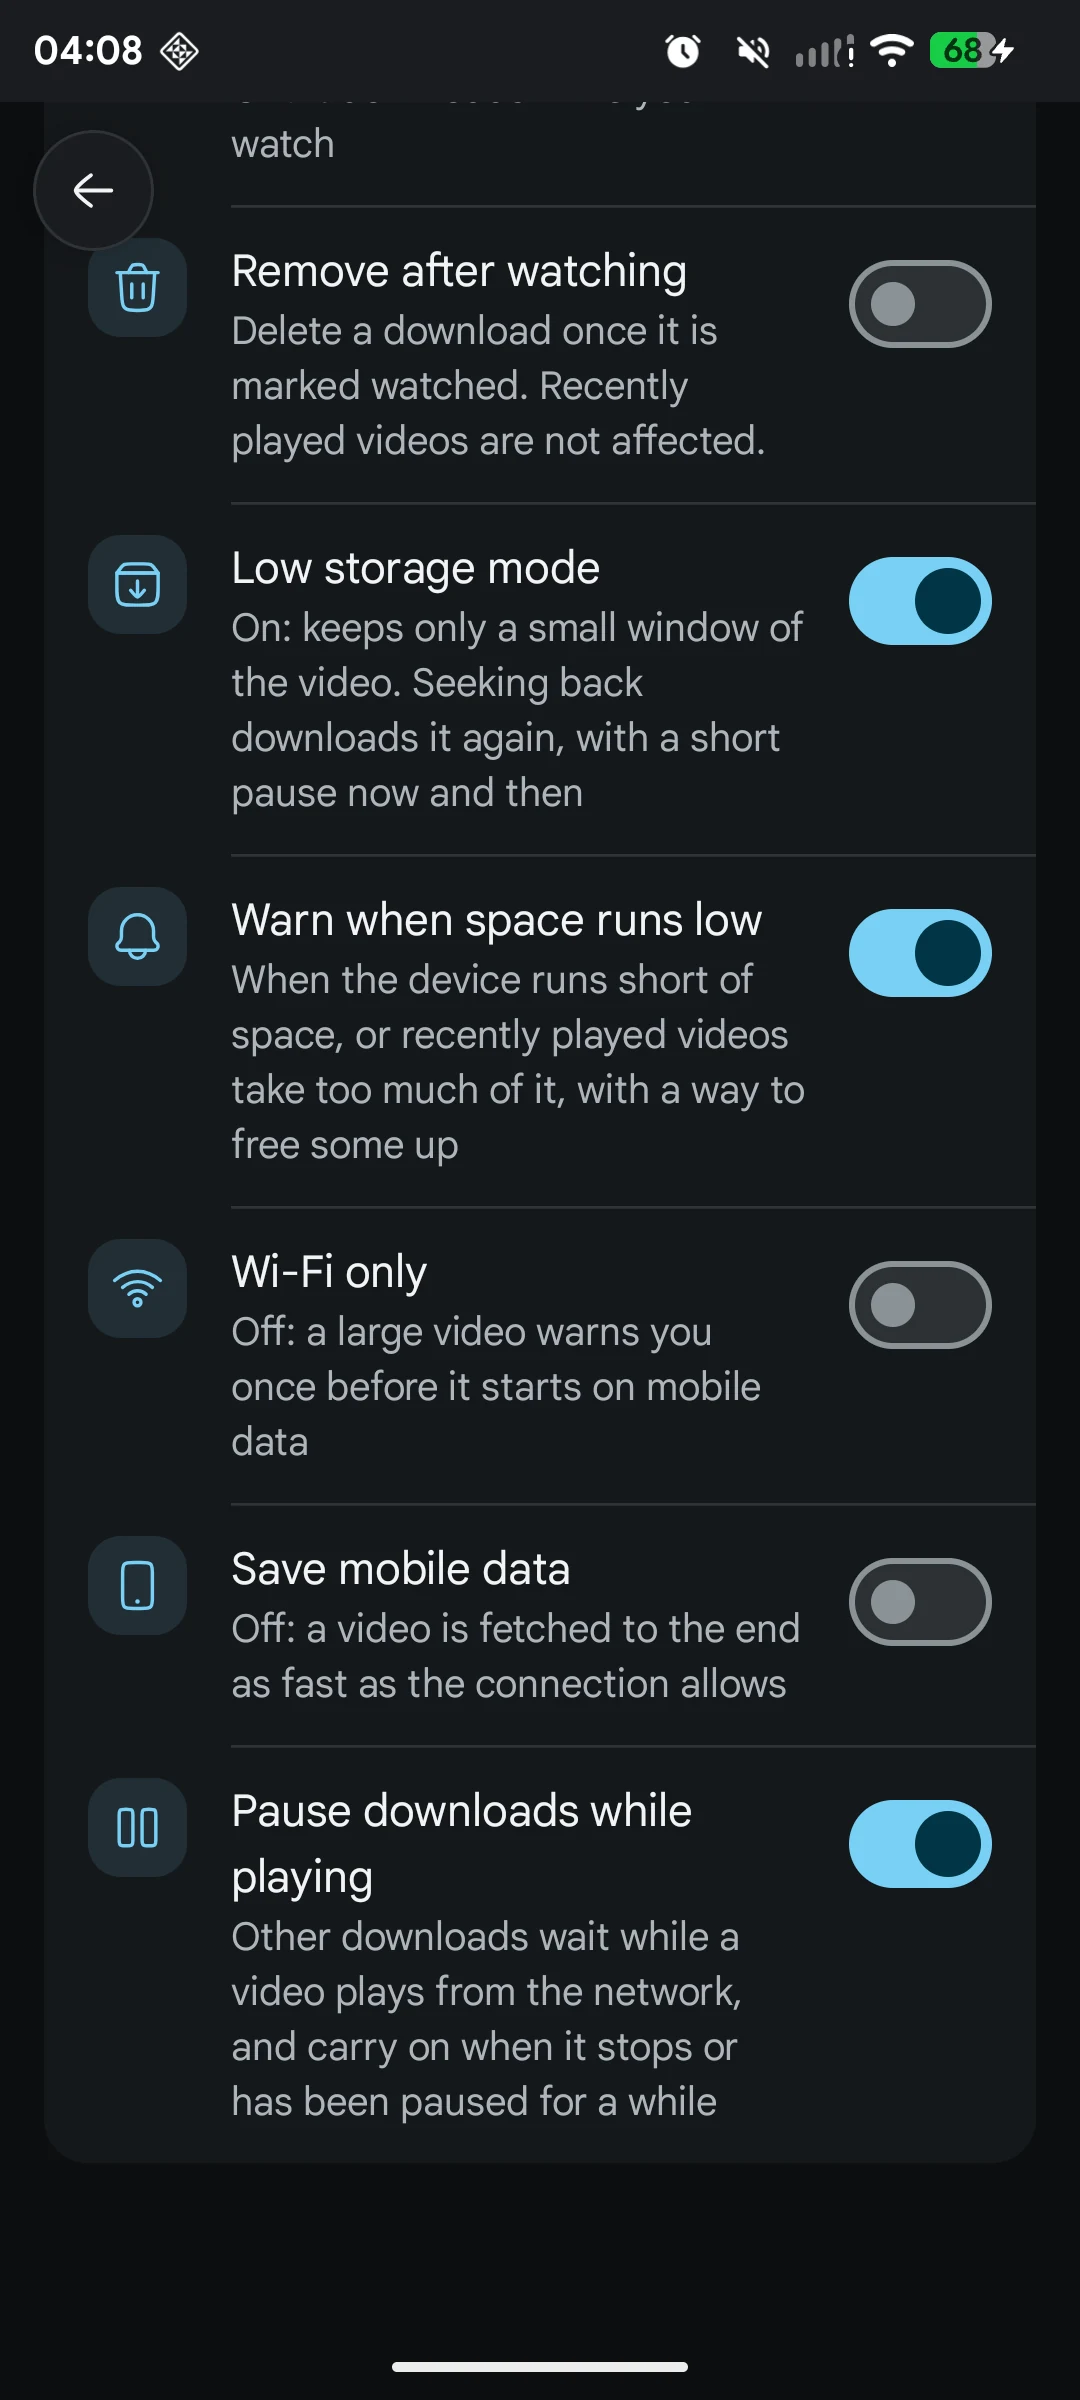 04:08
68
watch
Remove after watching
Delete a download once it is
marked watched. Recently
played videos are not affected.
Low storage mode
On: keeps only a small window of
the video. Seeking back
downloads it again, with a short
pause now and then
Warn when space runs low
When the device runs short of
space, or recently played videos
take too much of it, with a way to
free some up
Wi-Fi only
Off: a large video warns you
once before it starts on mobile
data
Save mobile data
Off: a video is fetched to the end
as fast as the connection allows
Pause downloads while
playing
Other downloads wait while a
video plays from the network,
and carry on when it stops or
has been paused for a while